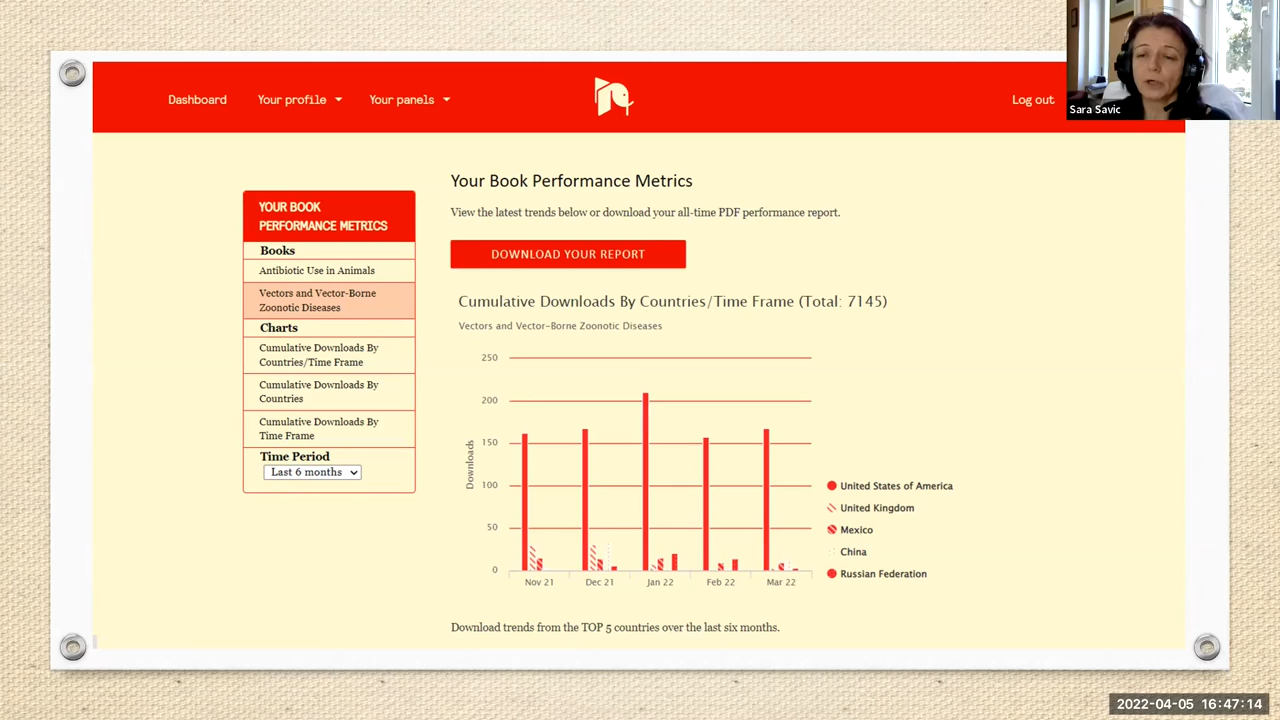 Dashboard
Your profile
Your panels
Log out
Sara Savic
YOUR BOOK
PERFORMANCE METRICS
Books
Antibiotic Use in Animals
Vectors and Vector-Borne
Zoonotic Diseases
Charts
Cumulative Downloads By
Countries/Time Frame
Cumulative Downloads By
Countries
Cumulative Downloads By
Time Frame
Time Period
Last 6 months
Your Book Performance Metrics
View the latest trends below or download your all-time PDF performance report.
DOWNLOAD YOUR REPORT
Cumulative Downloads By Countries/Time Frame (Total: 7145)
Vectors and Vector-Borne Zoonotic Diseases
Downloads
250
200
150
100
50
0
Nov 21
Dec 21
Jan 22
Feb 22
Mar 22
United States of America
United Kingdom
Mexico
China
Russian Federation
Download trends from the TOP 5 countries over the last six months.
2022-04-05 16:47:14